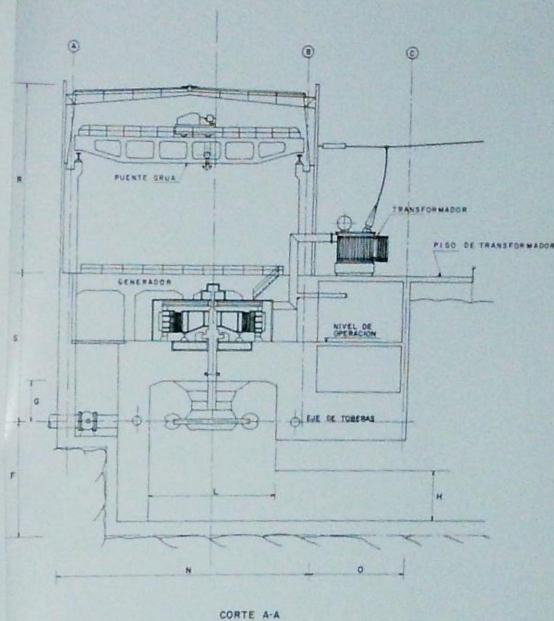 A
B
C
R
PUENTE GRUA
TRANSFORMADOR
PISO DE TRANSFORMADOR
GENERADOR
S
NIVEL DE
OPERACION
G
EJE DE TOBERAS
F
L
H
N
O
CORTE A-A